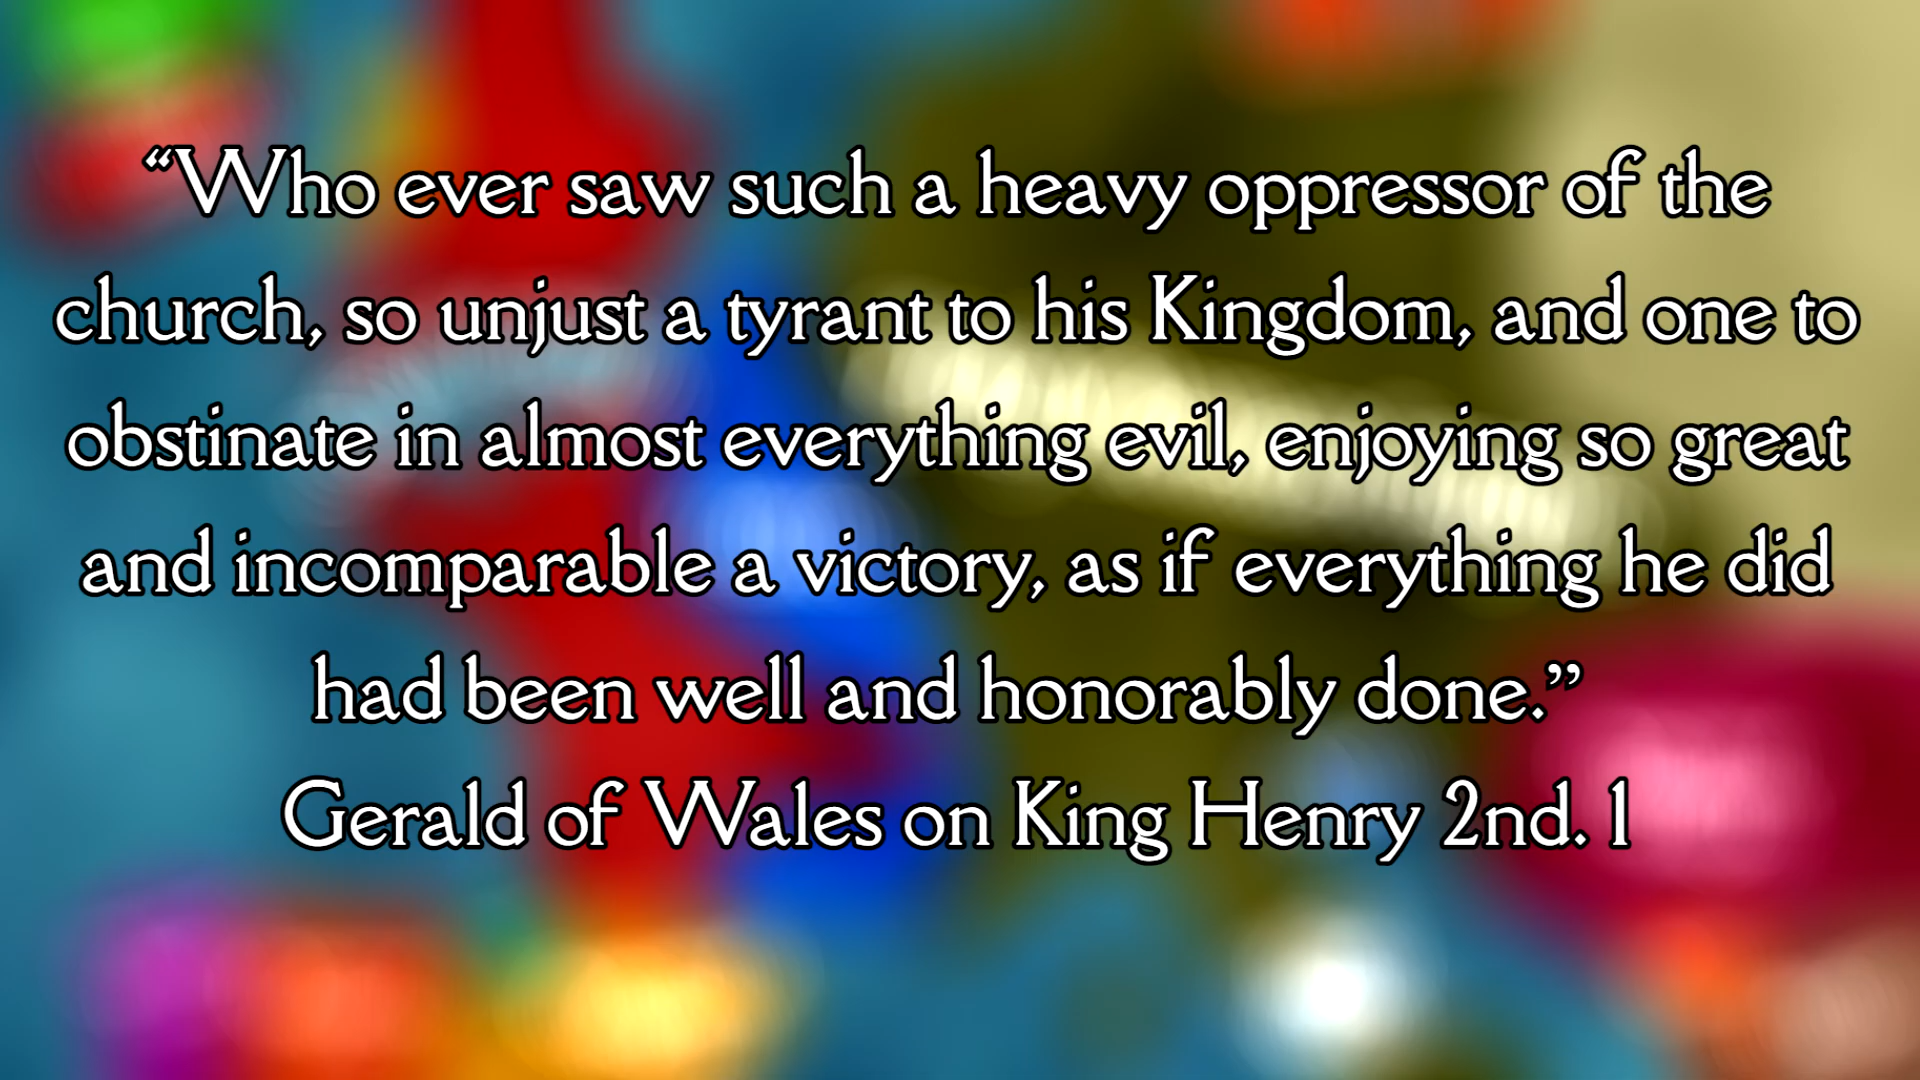 “Who ever saw such a heavy oppressor of the
church, so unjust a tyrant to his Kingdom, and one to
obstinate in almost everything evil, enjoying so great
and incomparable a victory, as if everything he did
had been well and honorably done.”
Gerald of Wales on King Henry 2nd. 1